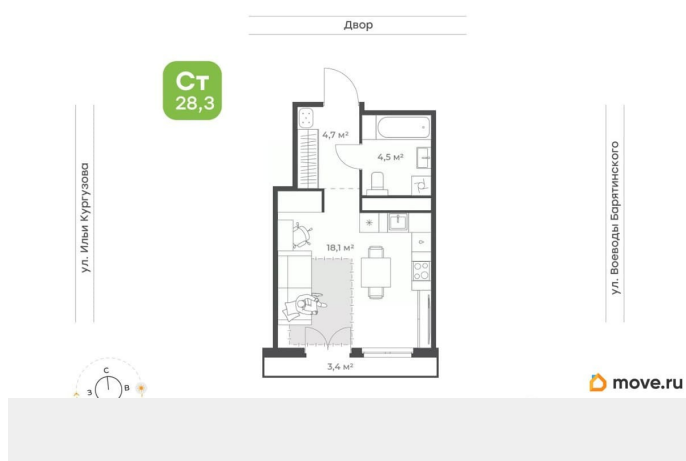 Двор
Ст
28,3
4,7 м²
4,5 м²
ул. Ильи Кургузова
ул. Воеводы Барятинского
18,1 м²
3,4 м²
С
З
В
move.ru